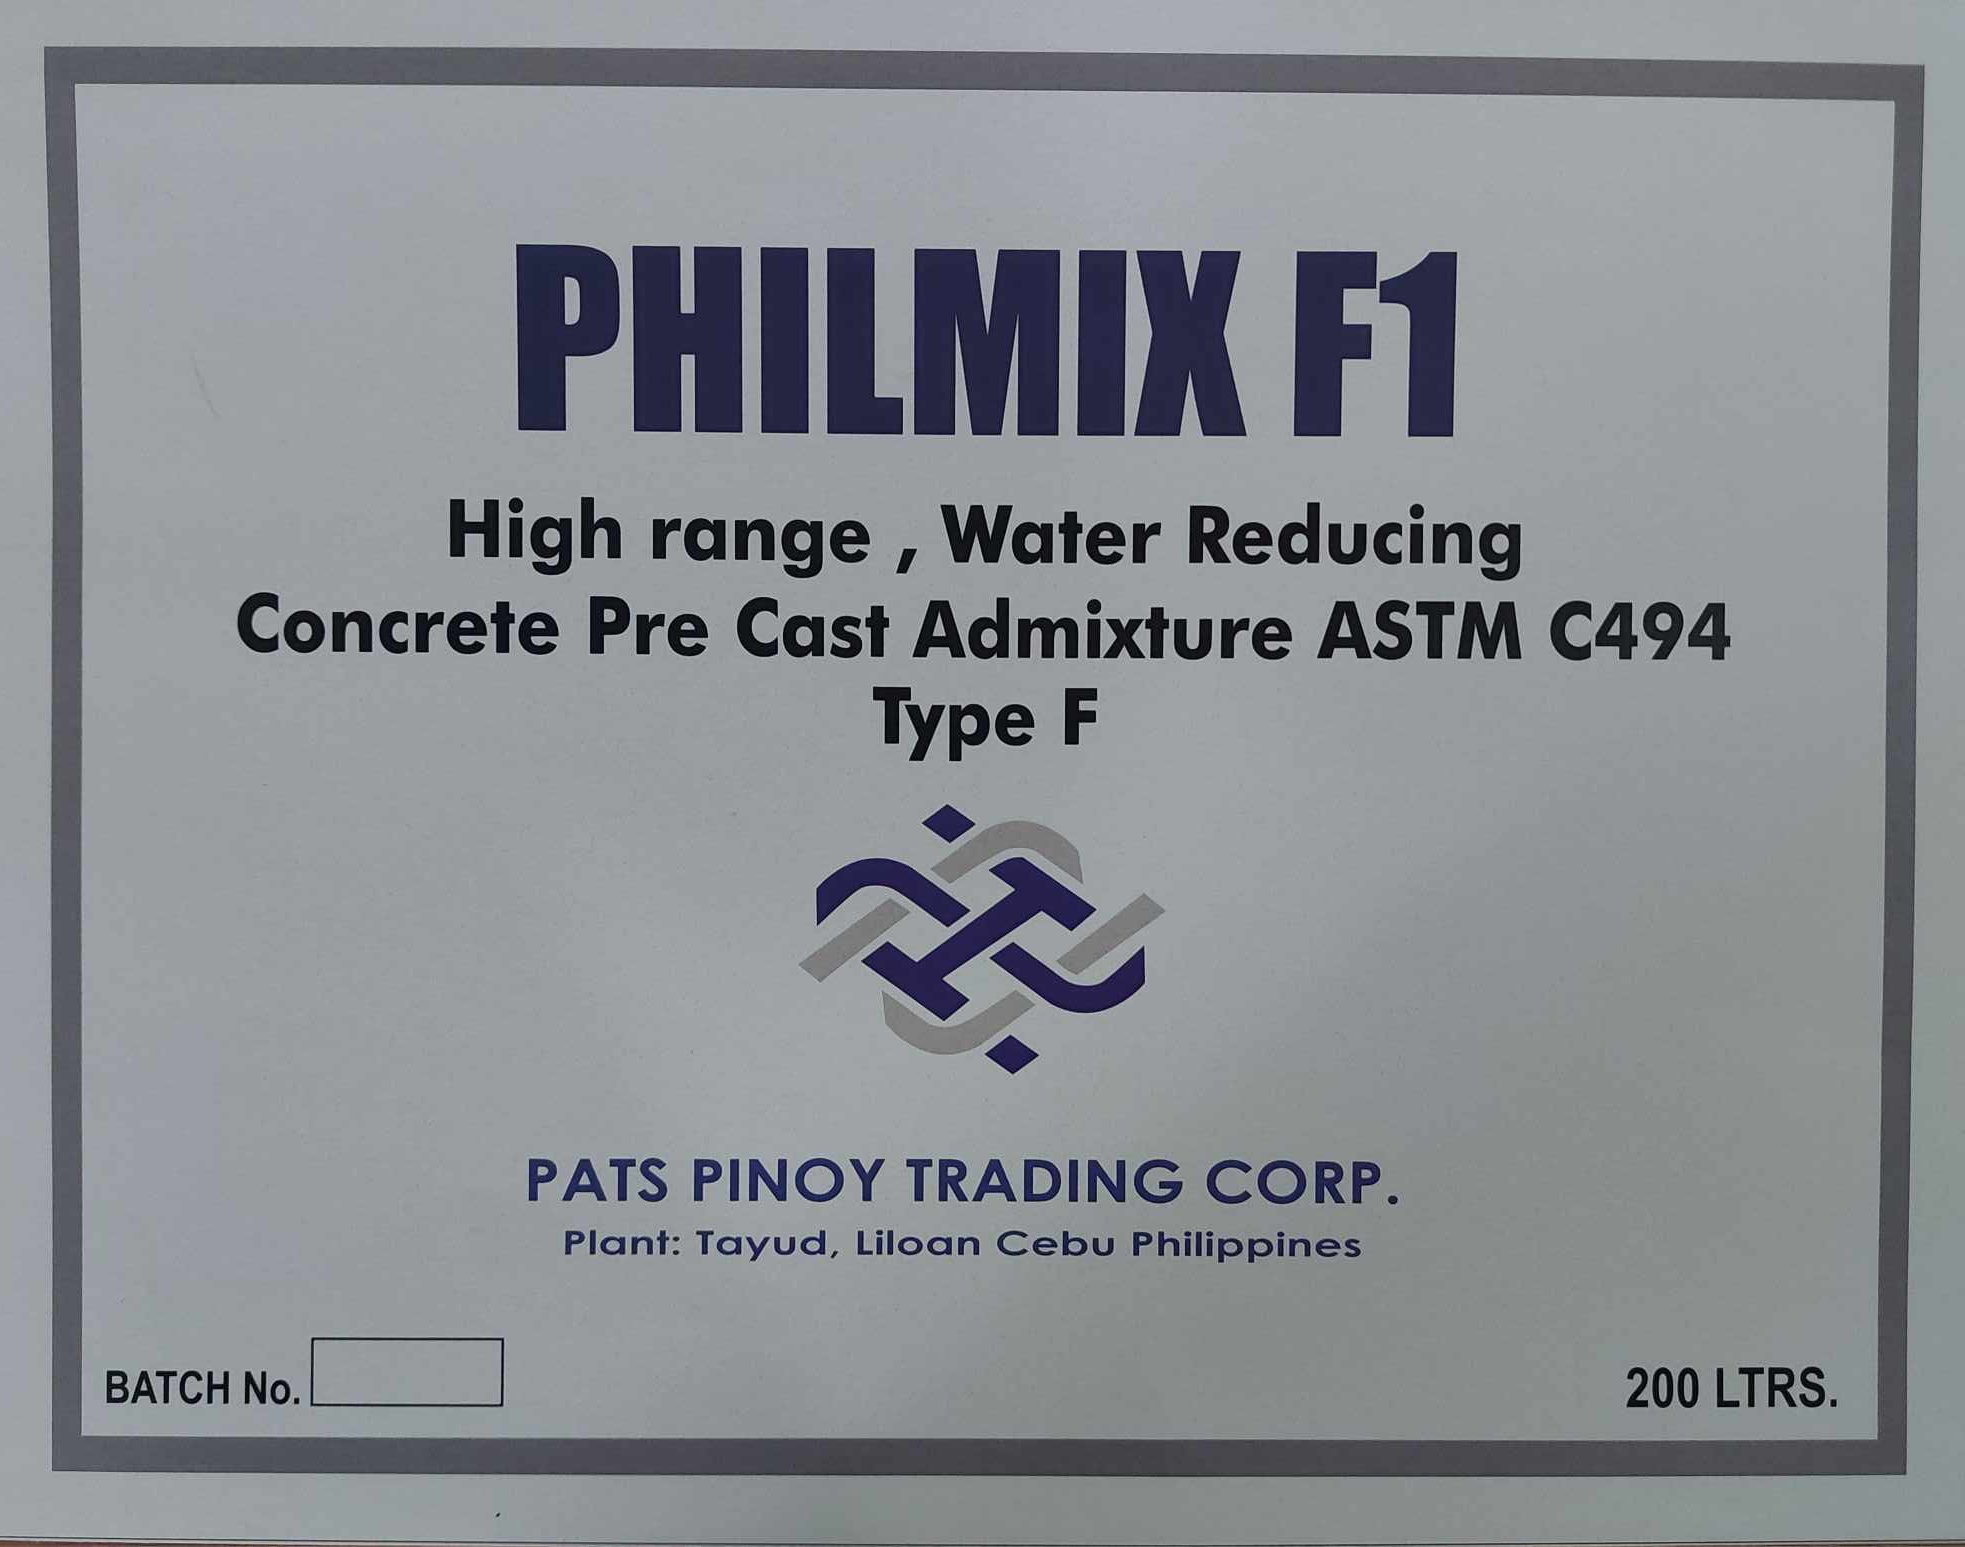 PHILMIX F1
High range , Water Reducing
Concrete Pre Cast Admixture ASTM C494
Type F
PATS PINOY TRADING CORP.
Plant: Tayud, Liloan Cebu Philippines
BATCH No.
200 LTRS.